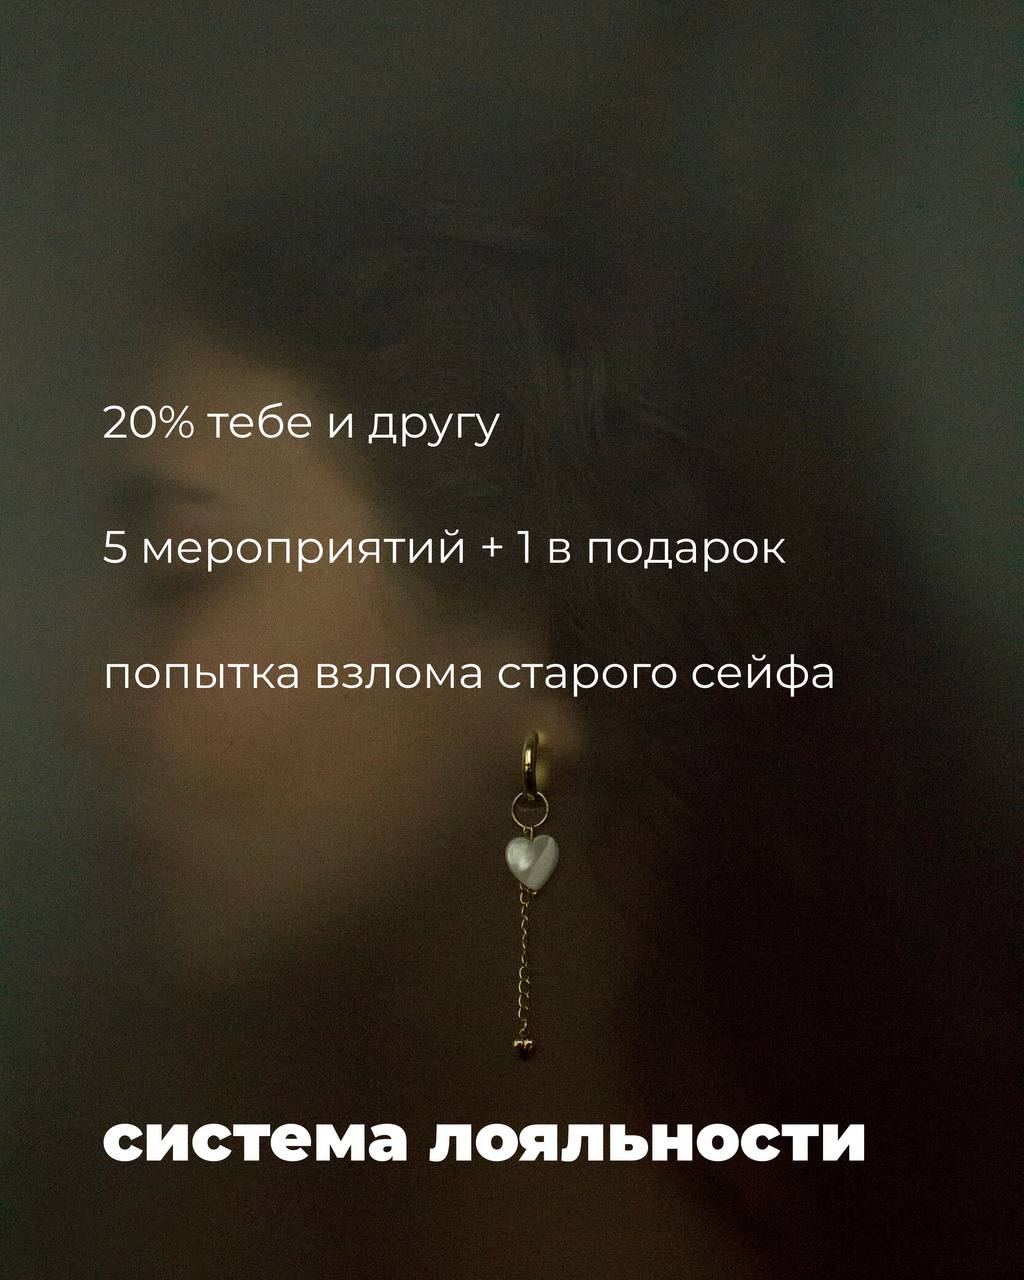 20% тебе и другу
5 мероприятий + 1 в подарок
попытка взлома старого сейфа
система лояльности